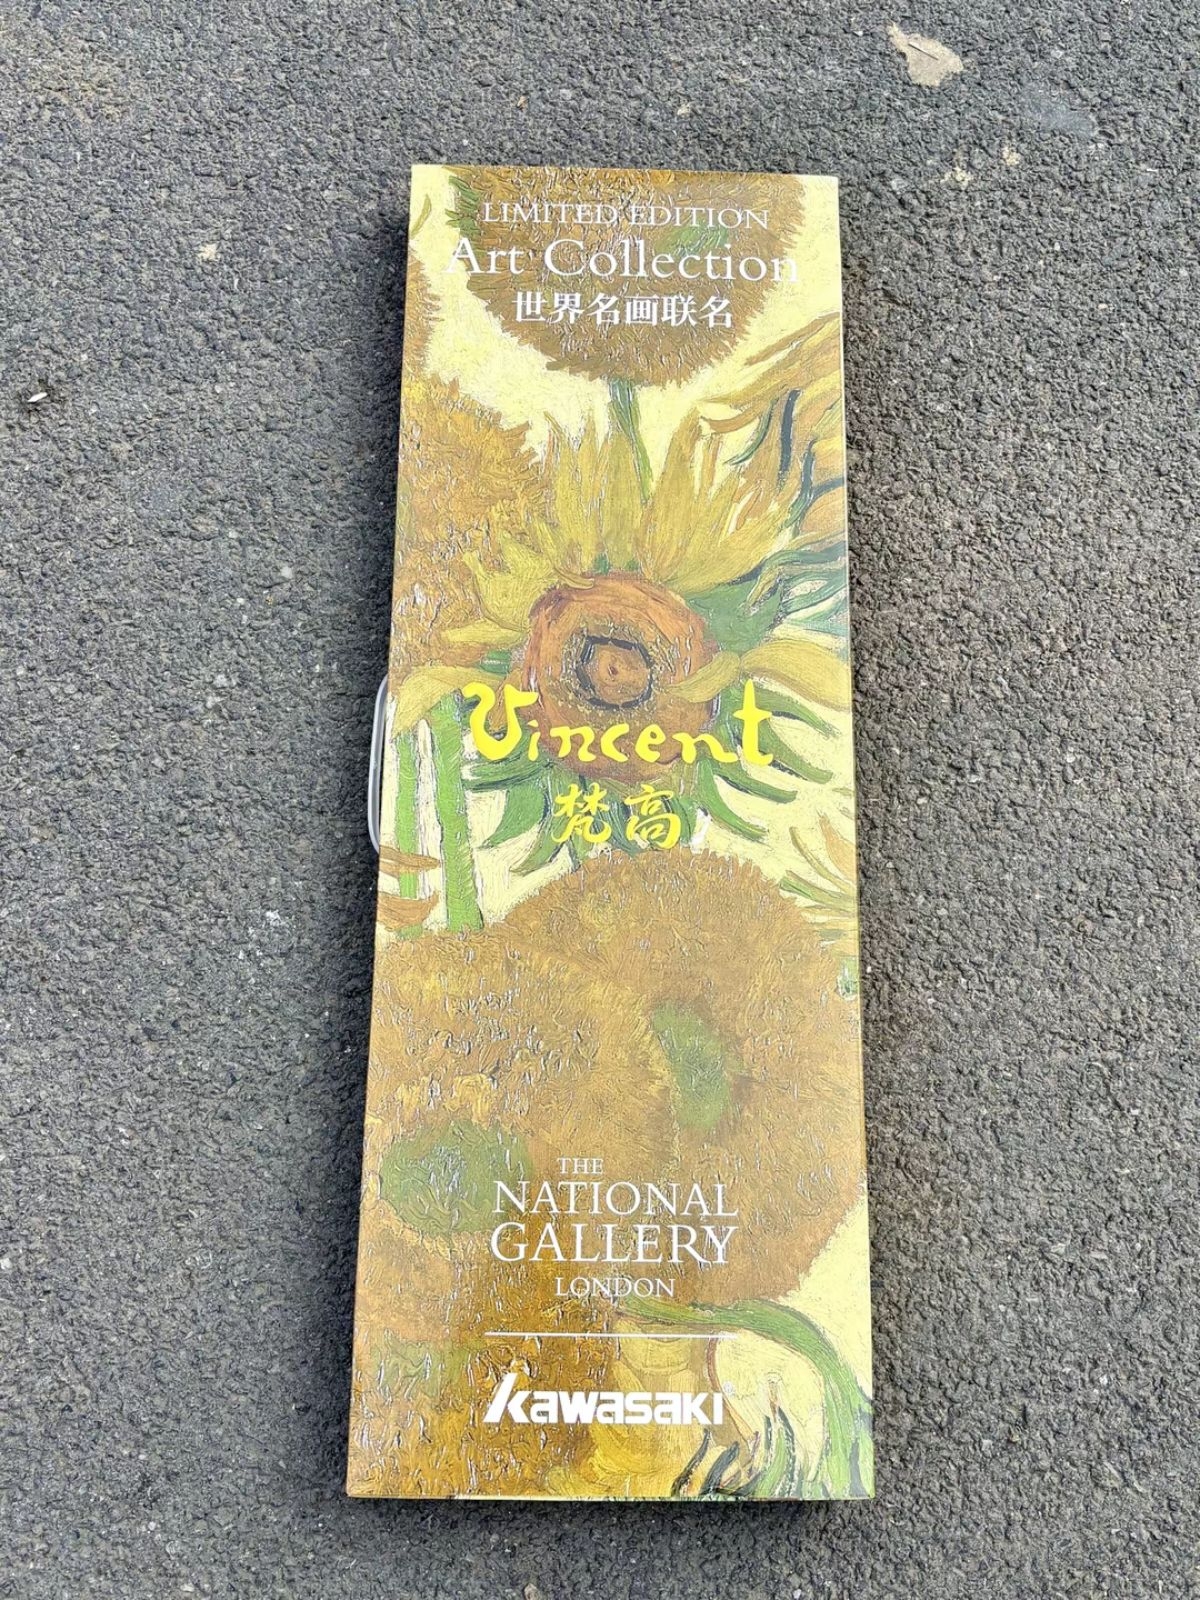 LIMITED EDITION
Art Collection
世界名画联名
Vincent
梵高
THE
NATIONAL
GALLERY
LONDON
Kawasaki®